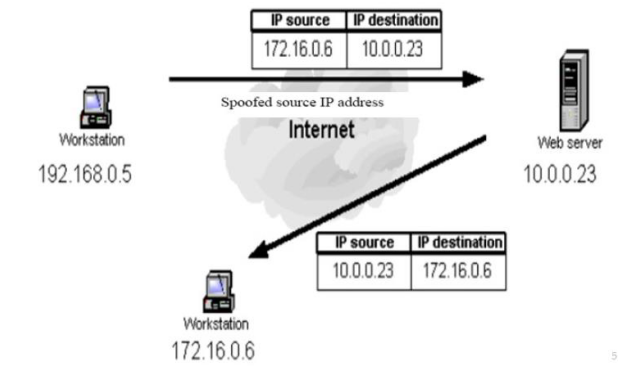 IP source IP destination
172.16.0.6 10.0.0.23
Spoofed source IP address
Internet
Workstation
192.168.0.5
Web server
10.0.0.23
IP source IP destination
10.0.0.23 172.16.0.6
Workstation
172.16.0.6
5